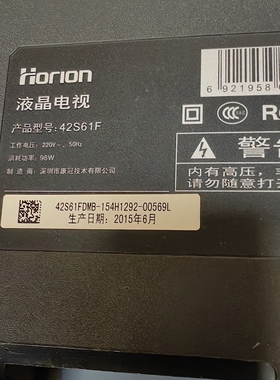 Horion
液晶电视
产品型号: 42S61F
工作电压: 220V~, 50Hz
消耗功率: 98W
制造商: 深圳市康冠技术有限公司
6 921958
CCC
R
警
内有高压，
请勿随意打开
42S61FDMB-154H1292-00569L
生产日期: 2015年6月